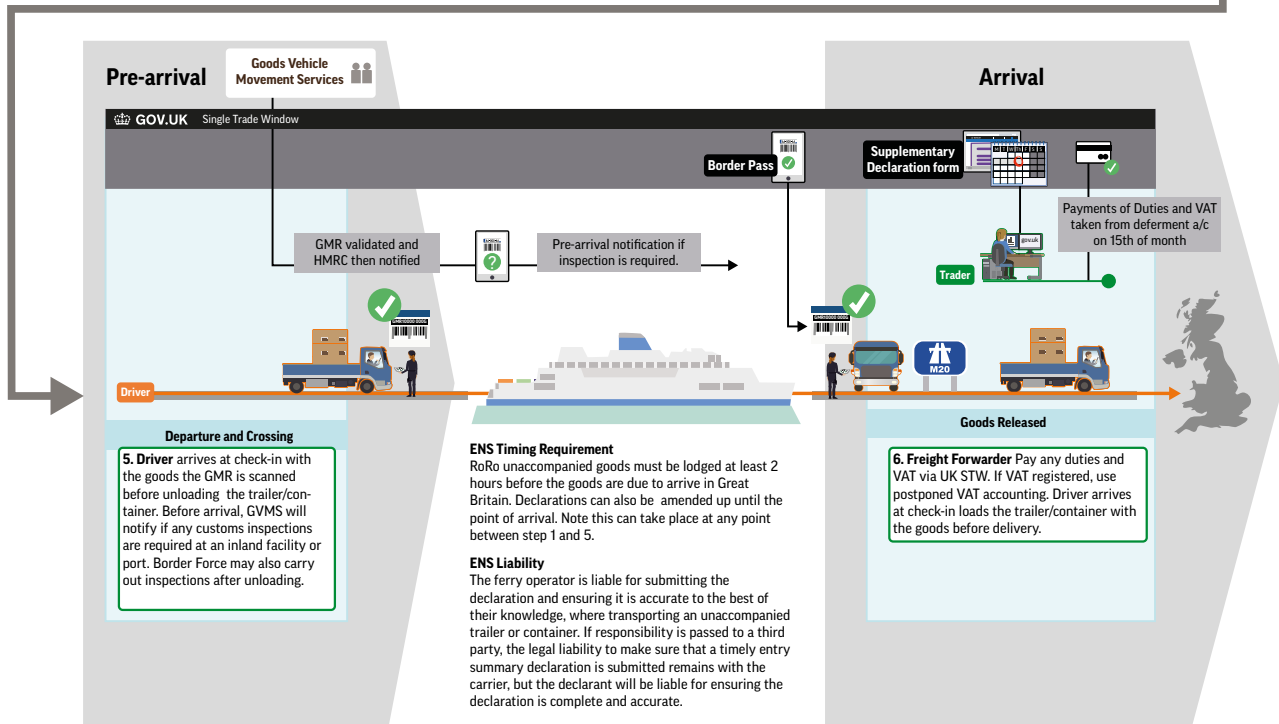 Pre-arrival
Goods Vehicle
Movement Services
Arrival
GOV.UK Single Trade Window
Border Pass
Supplementary
Declaration form
M T W Th F S S
GMR validated and
HMRC then notified
Pre-arrival notification if
inspection is required.
Payments of Duties and VAT
taken from deferment a/c
on 15th of month
gov.uk
Trader
GMR10000 000G
GMR10000 000G
M20
Driver
Departure and Crossing
5. Driver arrives at check-in with
the goods the GMR is scanned
before unloading the trailer/con-
tainer. Before arrival, GVMS will
notify if any customs inspections
are required at an inland facility or
port. Border Force may also carry
out inspections after unloading.
ENS Timing Requirement
RoRo unaccompanied goods must be lodged at least 2
hours before the goods are due to arrive in Great
Britain. Declarations can also be amended up until the
point of arrival. Note this can take place at any point
between step 1 and 5.
ENS Liability
The ferry operator is liable for submitting the
declaration and ensuring it is accurate to the best of
their knowledge, where transporting an unaccompanied
trailer or container. If responsibility is passed to a third
party, the legal liability to make sure that a timely entry
summary declaration is submitted remains with the
carrier, but the declarant will be liable for ensuring the
declaration is complete and accurate.
Goods Released
6. Freight Forwarder Pay any duties and
VAT via UK STW. If VAT registered, use
postponed VAT accounting. Driver arrives
at check-in loads the trailer/container with
the goods before delivery.